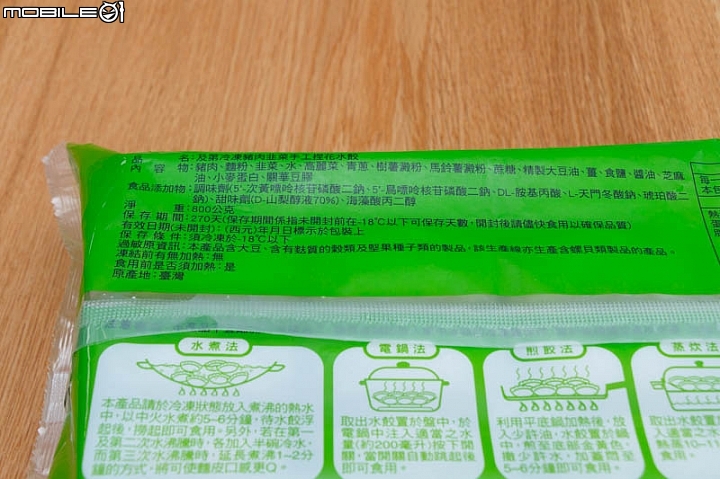 MOBILE01
品　　名：及第冷凍豬肉韭菜手工捏花水餃
內 容 物：豬肉、麵粉、韭菜、水、高麗菜、青蔥、樹薯澱粉、馬鈴薯澱粉、蔗糖、精製大豆油、薑、食鹽、醬油、芝麻
油、小麥蛋白、關華豆膠
食品添加物：調味劑(5'-次黃嘌呤核苷磷酸二鈉、5'-鳥嘌呤核苷磷酸二鈉、DL-胺基丙酸、L-天門冬酸鈉、琥珀酸二
鈉)、甜味劑(D-山梨醇液70%)、海藻酸丙二醇
淨　　重：800公克
保存期間：270天(保存期間係指未開封前在-18℃以下可保存天數，開封後請儘快食用以確保品質)
有效日期(未開封)：(西元)年月日標示於包裝上
保存條件：須冷凍於-18℃以下
過敏原資訊：本產品含大豆、含有麩質的穀類及堅果種子類的製品，該生產線亦生產含螺貝類製品的產品。
凍結前有無加熱：無
食用前是否須加熱：是
原產地：臺灣
水煮法
本產品請於冷凍狀態放入煮沸的熱水
中，以中火水煮約5~6分鐘，待水餃浮
起後，撈起即可食用。另外，若在第一
及第二次水沸騰時，各加入半碗冷水，
而第三次水沸騰時，延長煮沸1~2分
鐘的方式，將可使麵皮口感更Q。
電鍋法
取出水餃置於盤中，於
電鍋中注入適當之水
量(約200毫升)按下開
關，當開關自動跳起後
即可食用。
煎餃法
利用平底鍋加熱後，放
入少許油，水餃置於鍋
中，煎至底部金黃色，
撒少許水，加蓋悶至
5~6分鐘即可食用。
蒸炊法